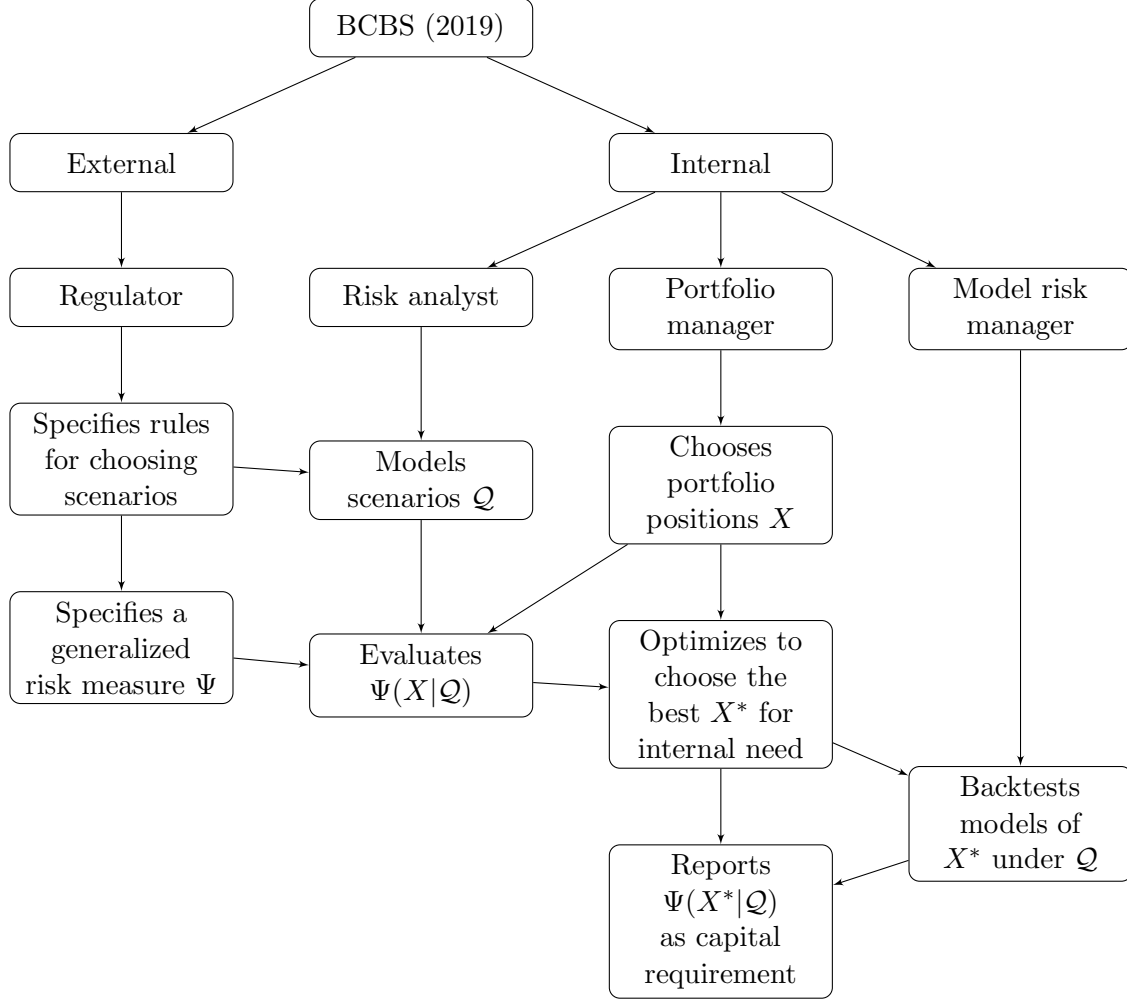 BCBS (2019)
External
Internal
Regulator
Risk analyst
Portfolio
manager
Model risk
manager
Specifies rules
for choosing
scenarios
Models
scenarios 𝒬
Chooses
portfolio
positions X
Specifies a
generalized
risk measure Ψ
Evaluates
Ψ(X|𝒬)
Optimizes to
choose the
best X* for
internal need
Backtests
models of
X* under 𝒬
Reports
Ψ(X*|𝒬)
as capital
requirement